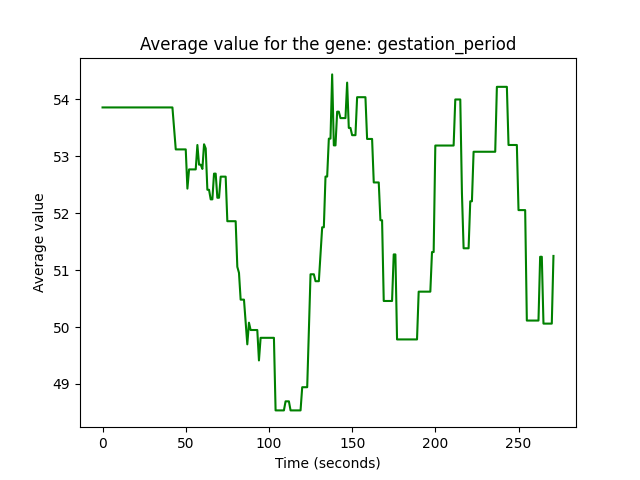 Average value for the gene: gestation_period
Average value
54
53
52
51
50
49
0 50 100 150 200 250
Time (seconds)